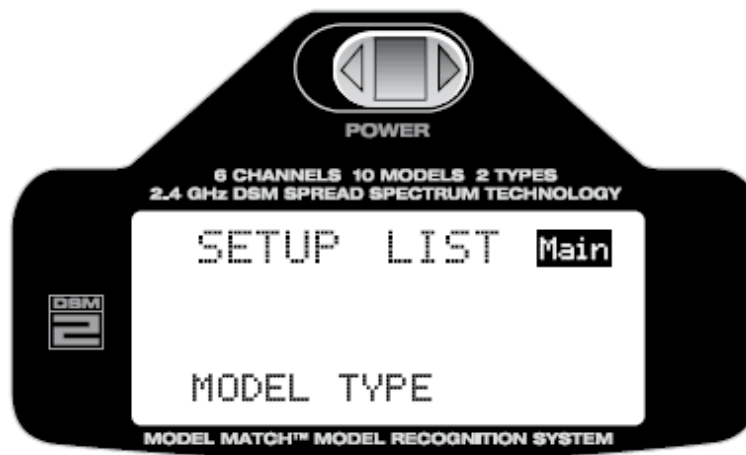 POWER
6 CHANNELS 10 MODELS 2 TYPES
2.4 GHz DSM SPREAD SPECTRUM TECHNOLOGY
SETUP LIST Main
DSM
2
MODEL TYPE
MODEL MATCH™ MODEL RECOGNITION SYSTEM